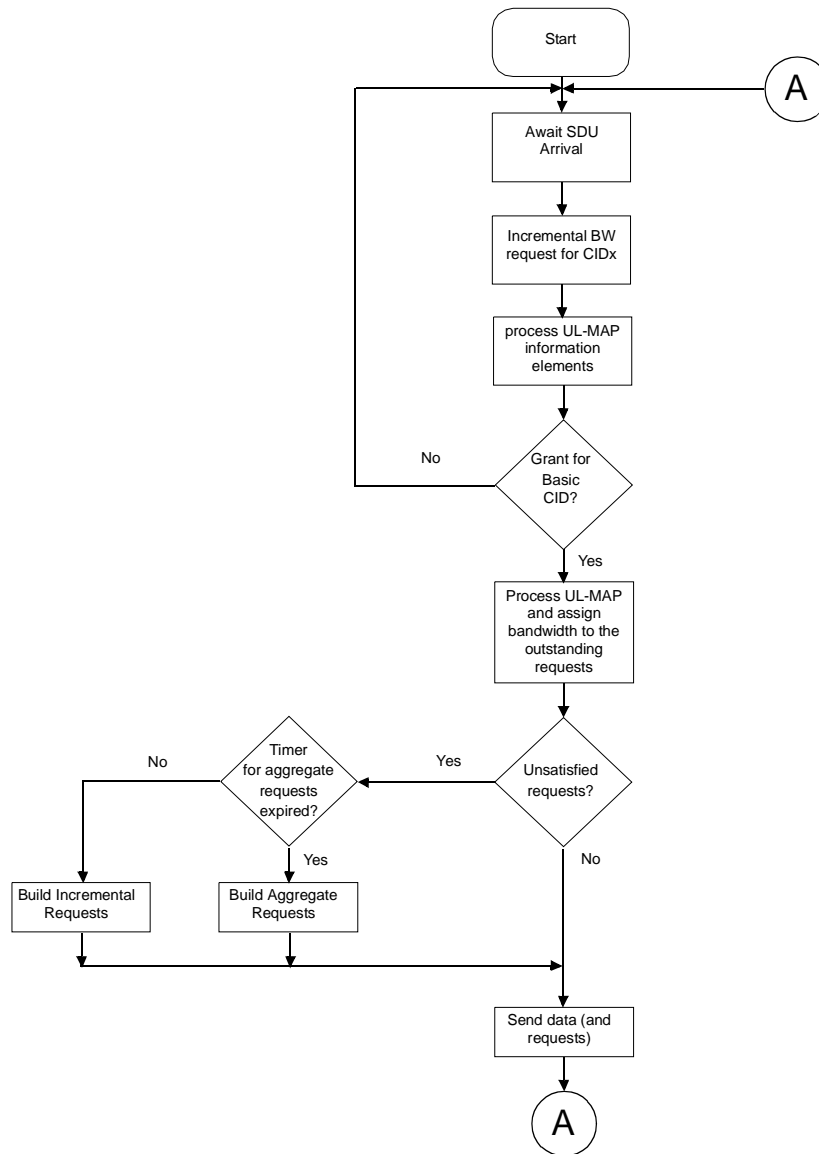 Start
A
Await SDU
Arrival
Incremental BW
request for CIDx
process UL-MAP
information
elements
No
Grant for
Basic
CID?
Yes
Process UL-MAP
and assign
bandwidth to the
outstanding
requests
No
Timer
for aggregate
requests
expired?
Yes
Unsatisfied
requests?
Yes
No
Build Incremental
Requests
Build Aggregate
Requests
Send data (and
requests)
A